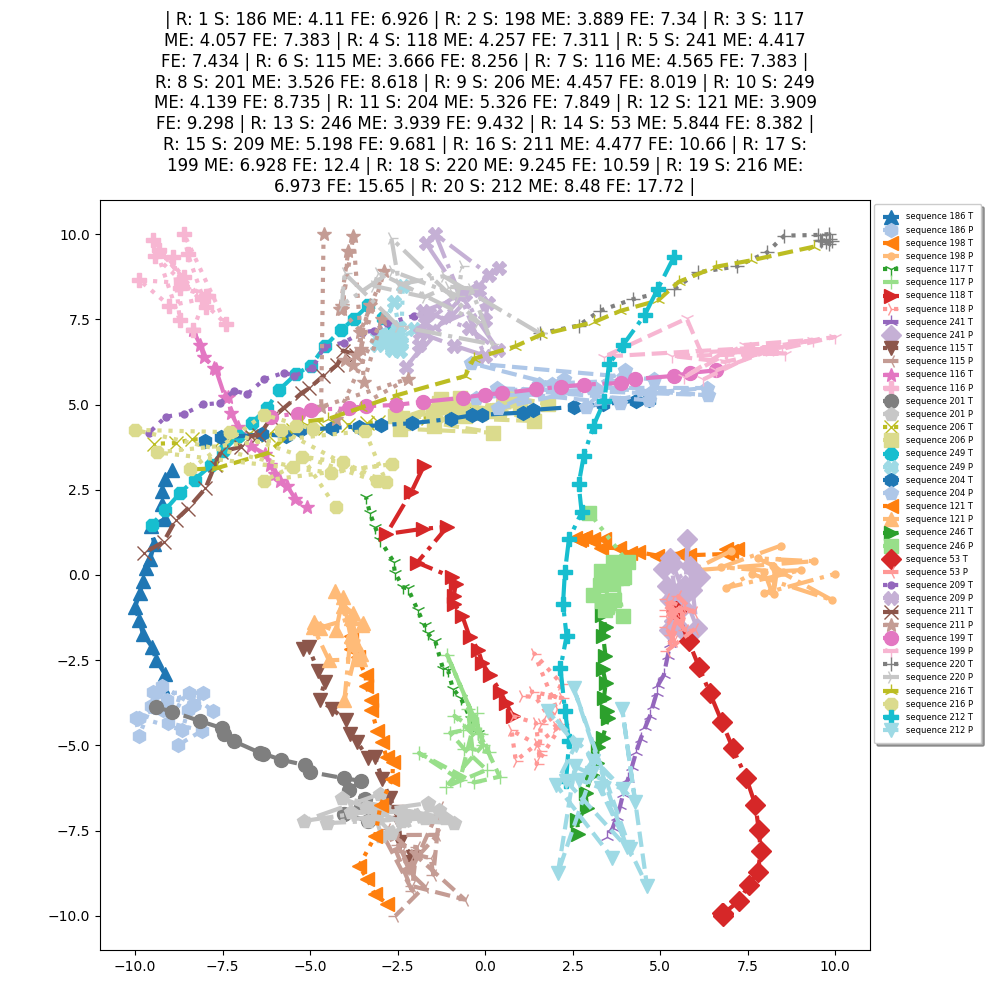 | R: 1 S: 186 ME: 4.11 FE: 6.926 | R: 2 S: 198 ME: 3.889 FE: 7.34 | R: 3 S: 117
ME: 4.057 FE: 7.383 | R: 4 S: 118 ME: 4.257 FE: 7.311 | R: 5 S: 241 ME: 4.417
FE: 7.434 | R: 6 S: 115 ME: 3.666 FE: 8.256 | R: 7 S: 116 ME: 4.565 FE: 7.383 |
R: 8 S: 201 ME: 3.526 FE: 8.618 | R: 9 S: 206 ME: 4.457 FE: 8.019 | R: 10 S: 249
ME: 4.139 FE: 8.735 | R: 11 S: 204 ME: 5.326 FE: 7.849 | R: 12 S: 121 ME: 3.909
FE: 9.298 | R: 13 S: 246 ME: 3.939 FE: 9.432 | R: 14 S: 53 ME: 5.844 FE: 8.382 |
R: 15 S: 209 ME: 5.198 FE: 9.681 | R: 16 S: 211 ME: 4.477 FE: 10.66 | R: 17 S:
199 ME: 6.928 FE: 12.4 | R: 18 S: 220 ME: 9.245 FE: 10.59 | R: 19 S: 216 ME:
6.973 FE: 15.65 | R: 20 S: 212 ME: 8.48 FE: 17.72 |
10.0
7.5
5.0
2.5
0.0
−2.5
−5.0
−7.5
−10.0
−10.0
−7.5
−5.0
−2.5
0.0
2.5
5.0
7.5
10.0
sequence 186 T
sequence 186 P
sequence 198 T
sequence 198 P
sequence 117 T
sequence 117 P
sequence 118 T
sequence 118 P
sequence 241 T
sequence 241 P
sequence 115 T
sequence 115 P
sequence 116 T
sequence 116 P
sequence 201 T
sequence 201 P
sequence 206 T
sequence 206 P
sequence 249 T
sequence 249 P
sequence 204 T
sequence 204 P
sequence 121 T
sequence 121 P
sequence 246 T
sequence 246 P
sequence 53 T
sequence 53 P
sequence 209 T
sequence 209 P
sequence 211 T
sequence 211 P
sequence 199 T
sequence 199 P
sequence 220 T
sequence 220 P
sequence 216 T
sequence 216 P
sequence 212 T
sequence 212 P